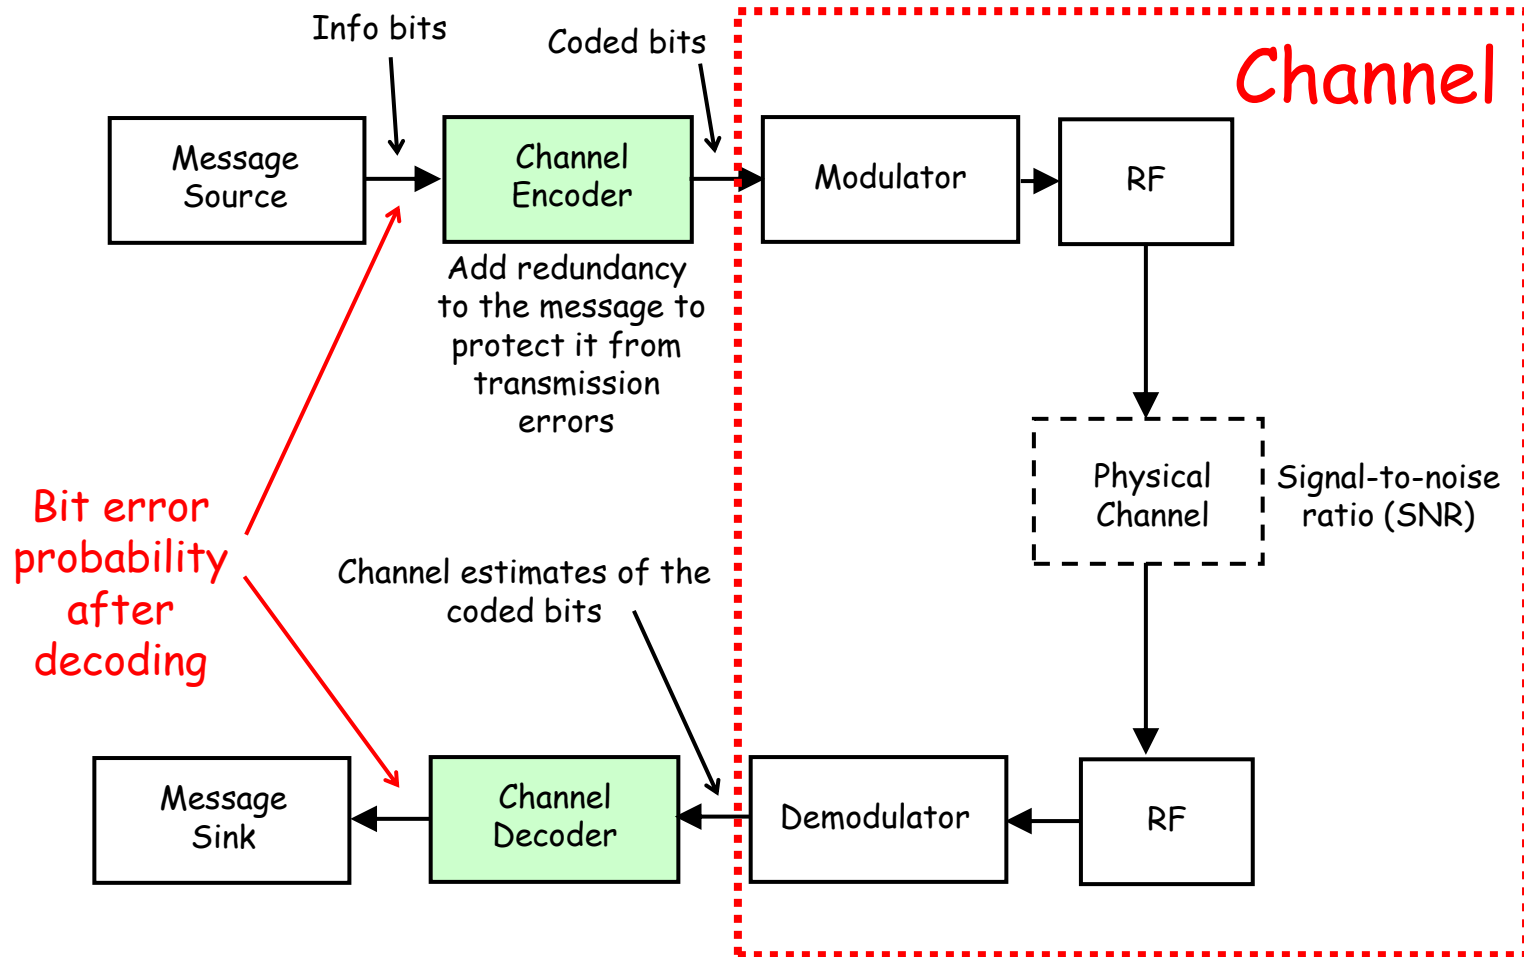 Info bits
Coded bits
Channel
Message
Source
Channel
Encoder
Modulator
RF
Add redundancy
to the message to
protect it from
transmission
errors
Physical
Channel
Signal-to-noise
ratio (SNR)
Bit error
probability
after
decoding
Channel estimates of the
coded bits
Message
Sink
Channel
Decoder
Demodulator
RF